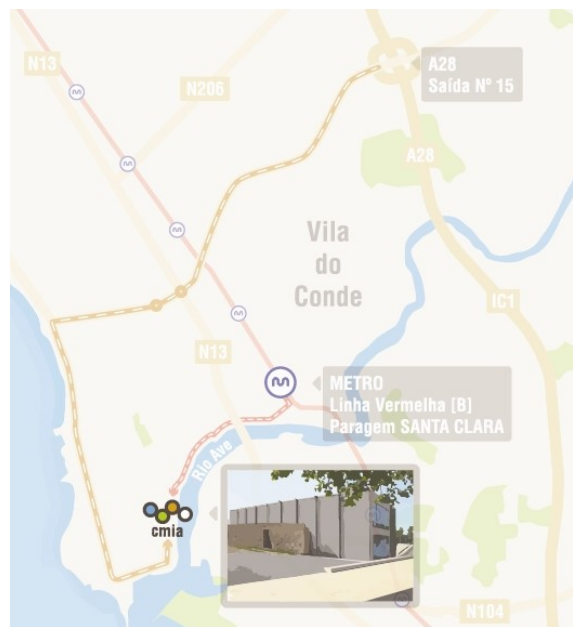 N13
N206
A28
Saída Nº 15
A28
Vila
do
Conde
IC1
N13
METRO
Linha Vermelha [B]
Paragem SANTA CLARA
Rio Ave
cmia
N104